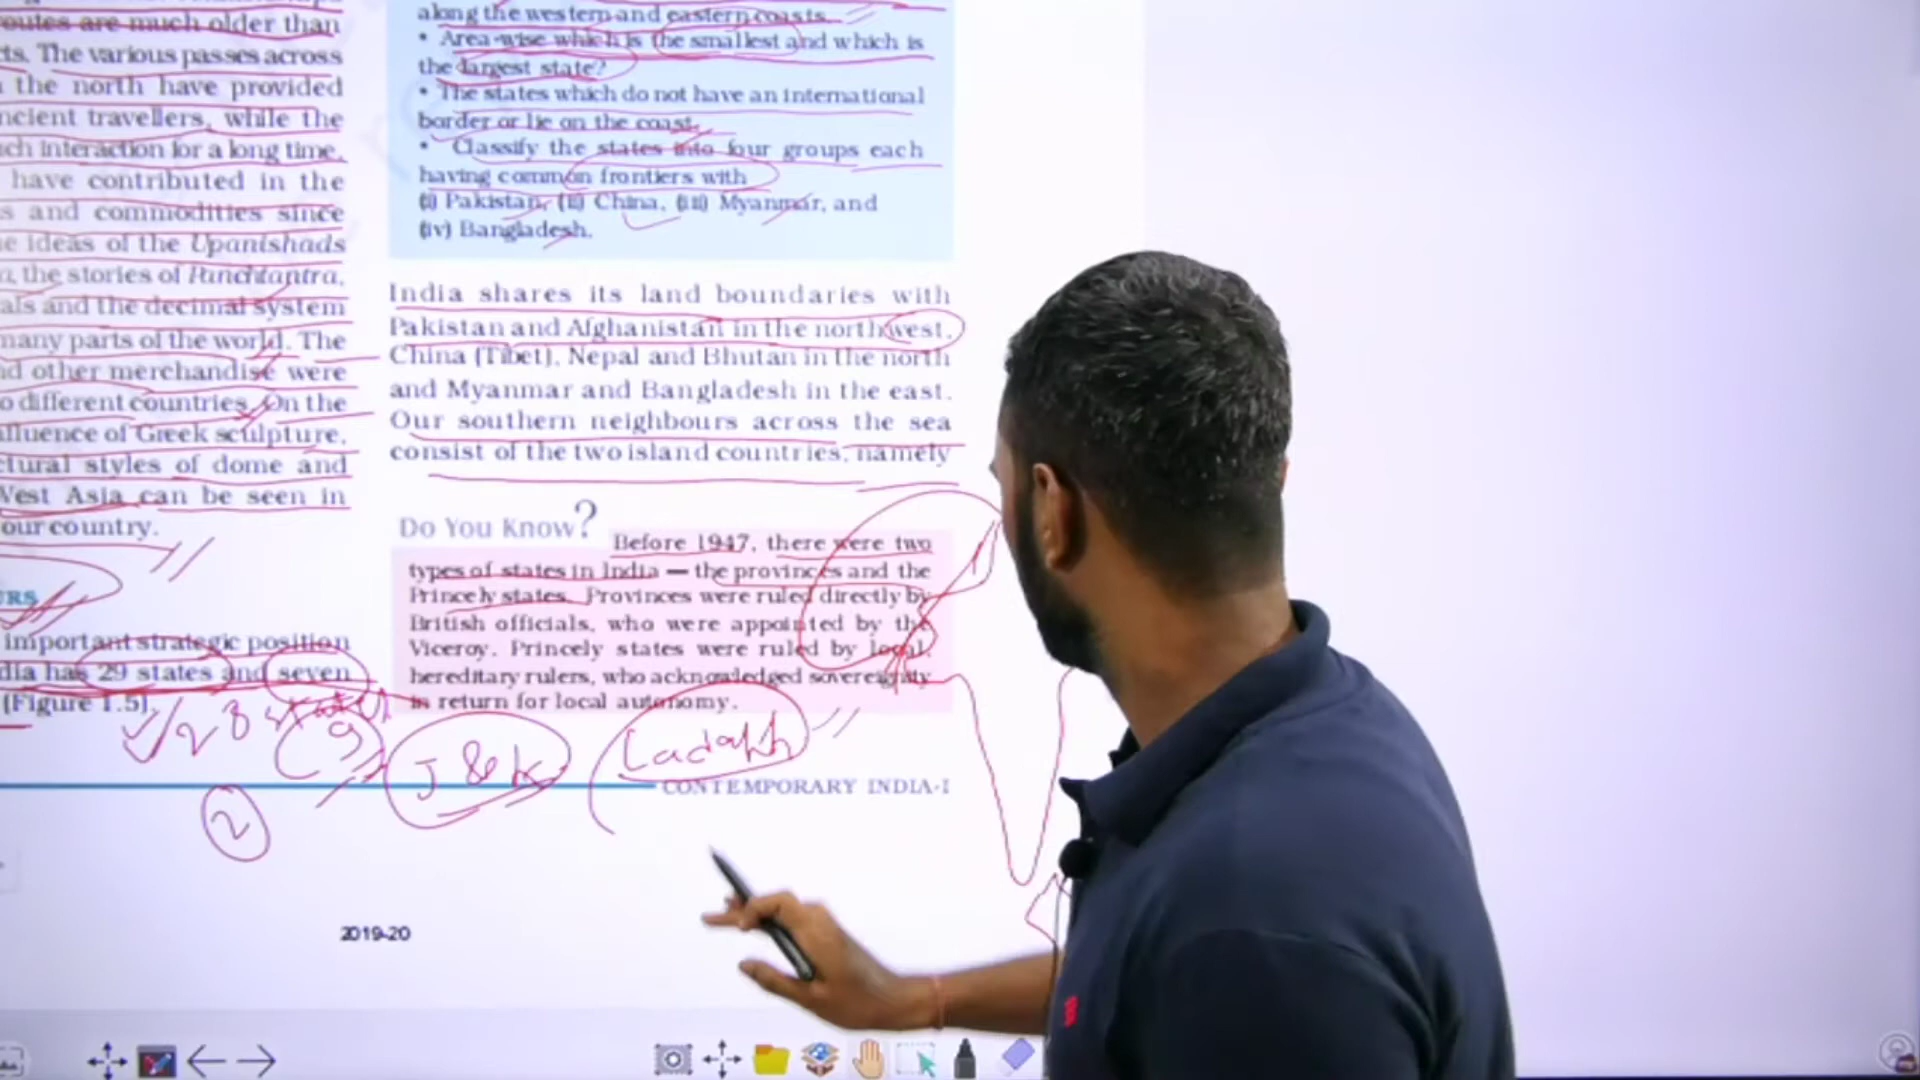 outes are much older than
ts. The various passes across
the north have provided
ncient travellers, while the
ch interaction for a long time.
have contributed in the
s and commodities since
e ideas of the Upanishads
, the stories of Panchtantra,
als and the decimal system
many parts of the world. The
nd other merchandise were
o different countries. On the
fluence of Greek sculpture,
ctural styles of dome and
West Asia can be seen in
our country.
URS
important strategic position
dia has 29 states and seven
(Figure 1.5).
along the western and eastern coasts.
• Area-wise which is the smallest and which is
the largest state?
• The states which do not have an international
border or lie on the coast.
• Classify the states into four groups each
having common frontiers with
(i) Pakistan, (ii) China, (iii) Myanmar, and
(iv) Bangladesh.
India shares its land boundaries with
Pakistan and Afghanistan in the northwest,
China (Tibet), Nepal and Bhutan in the north
and Myanmar and Bangladesh in the east.
Our southern neighbours across the sea
consist of the two island countries, namely
Do You Know?
Before 1947, there were two
types of states in India — the provinces and the
Princely states. Provinces were ruled directly by
British officials, who were appointed by the
Viceroy. Princely states were ruled by local,
hereditary rulers, who acknowledged sovereignty
in return for local autonomy.
28 states
9
J & K
Ladakh
2
CONTEMPORARY INDIA-I
2019-20